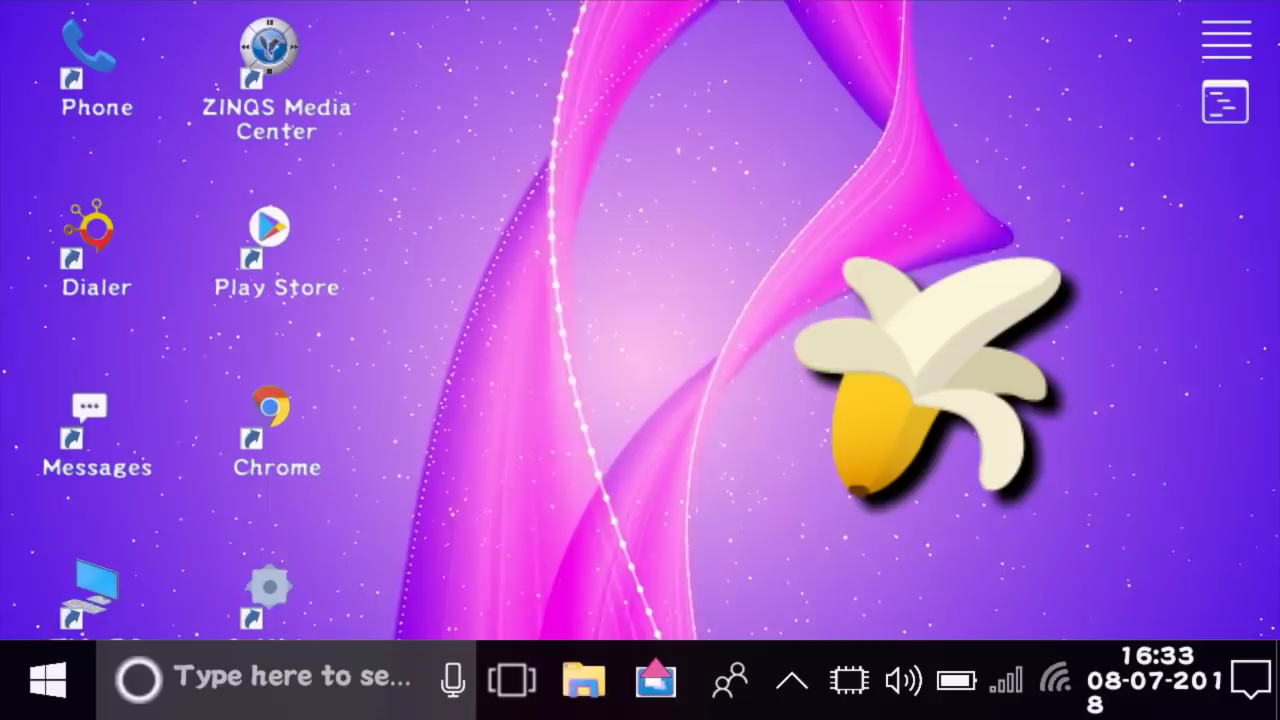 Phone
ZINQS Media
Center
Dialer
Play Store
Messages
Chrome
Type here to se...
16:33
08-07-201
8